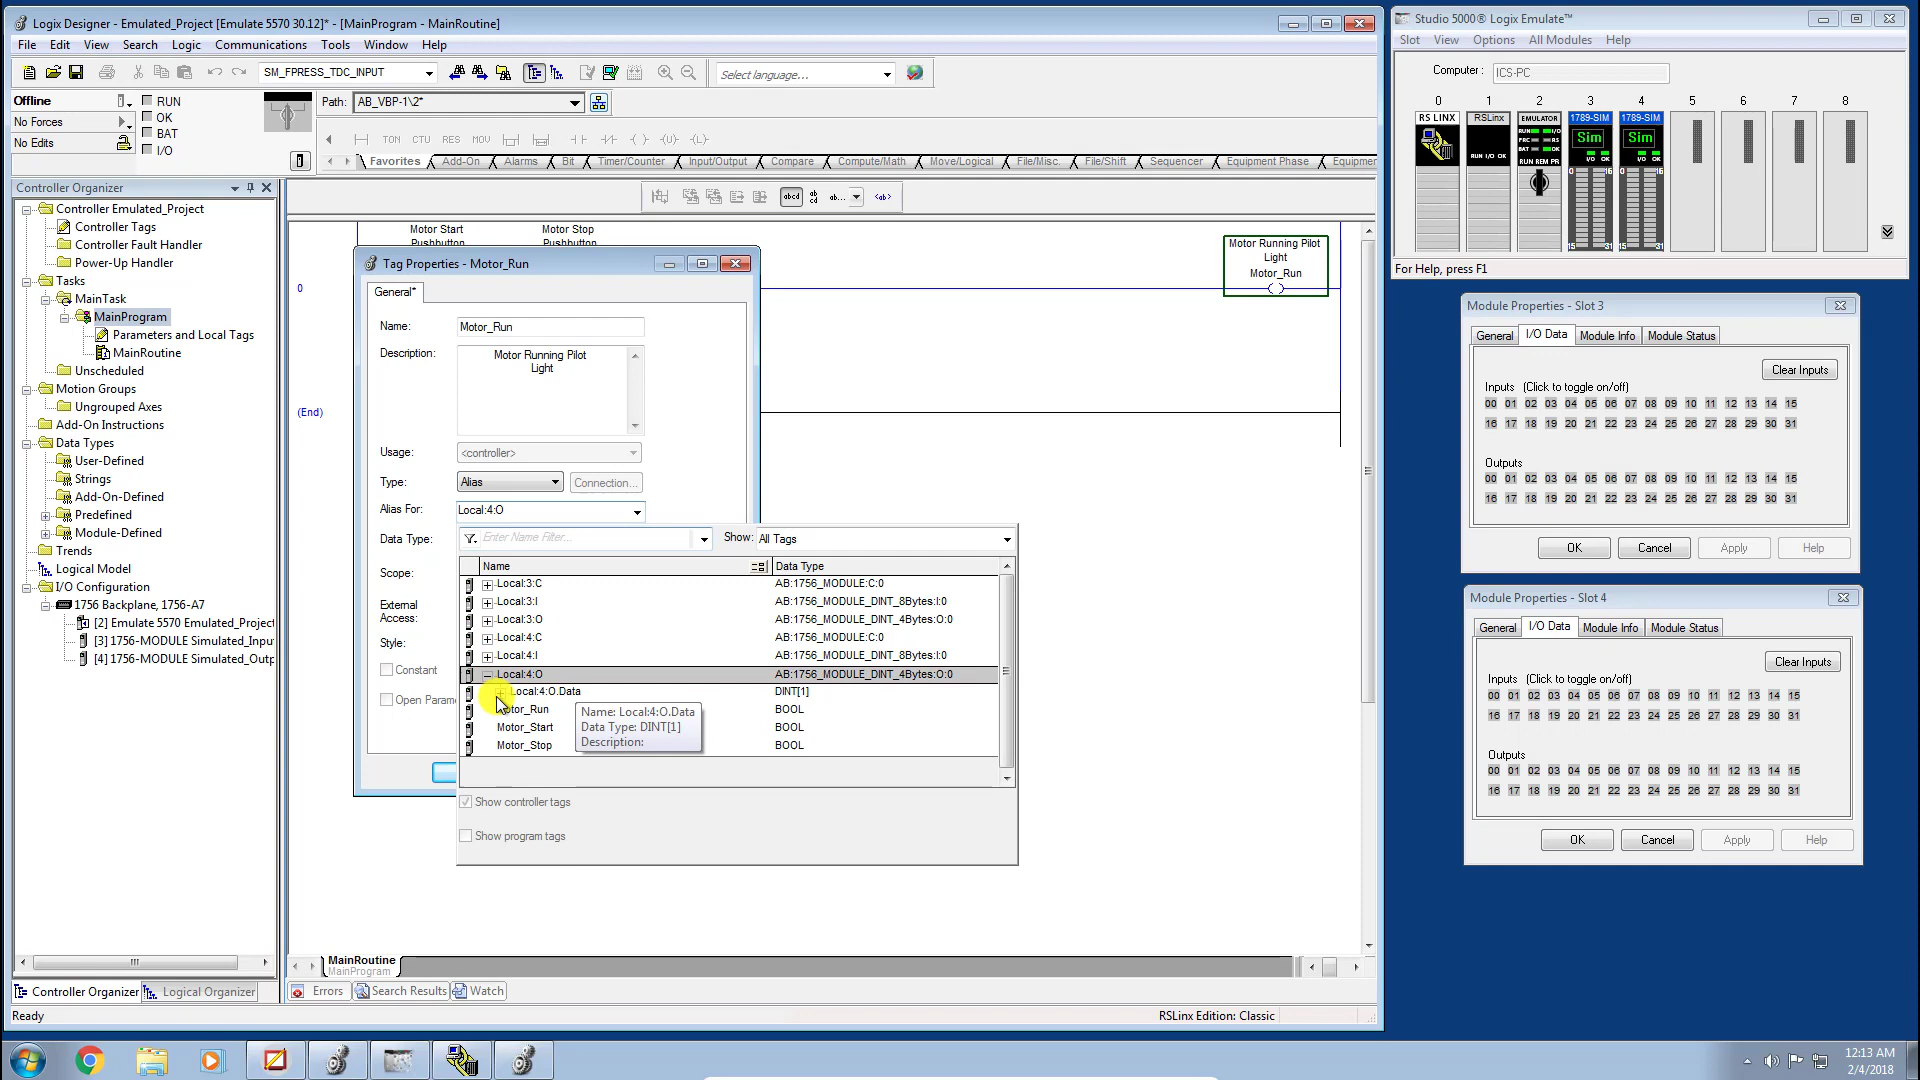 Logix Designer - Emulated_Project [Emulate 5570 30.12]* - [MainProgram - MainRoutine]
File Edit View Search Logic Communications Tools Window Help
SM_FPRESS_TDC_INPUT
Select language...
Offline
RUN
No Forces
OK
No Edits
BAT
I/O
Path: AB_VBP-1\2*
TON CTU RES MOV
Favorites Add-On Alarms Bit Timer/Counter Input/Output Compare Compute/Math Move/Logical File/Misc. File/Shift Sequencer Equipment Phase Equipmen
Controller Organizer
Controller Emulated_Project
Controller Tags
Controller Fault Handler
Power-Up Handler
Tasks
MainTask
MainProgram
Parameters and Local Tags
MainRoutine
Unscheduled
Motion Groups
Ungrouped Axes
Add-On Instructions
Data Types
User-Defined
Strings
Add-On-Defined
Predefined
Module-Defined
Trends
Logical Model
I/O Configuration
1756 Backplane, 1756-A7
[2] Emulate 5570 Emulated_Project
[3] 1756-MODULE Simulated_Inpu
[4] 1756-MODULE Simulated_Outp
Controller Organizer Logical Organizer
abcd ab cd ab... <ab>
Motor Start
Pushbutton
Motor Stop
Pushbutton
Motor Running Pilot
Light
Motor_Run
0
(End)
Tag Properties - Motor_Run
General*
Name: Motor_Run
Description: Motor Running Pilot
Light
Usage: <controller>
Type: Alias Connection...
Alias For: Local:4:O
Data Type:
Scope:
External
Access:
Style:
Constant
Open Parame
Enter Name Filter... Show: All Tags
Name Data Type
Local:3:C AB:1756_MODULE:C:0
Local:3:I AB:1756_MODULE_DINT_8Bytes:I:0
Local:3:O AB:1756_MODULE_DINT_4Bytes:O:0
Local:4:C AB:1756_MODULE:C:0
Local:4:I AB:1756_MODULE_DINT_8Bytes:I:0
Local:4:O AB:1756_MODULE_DINT_4Bytes:O:0
Local:4:O.Data DINT[1]
Motor_Run BOOL
Motor_Start BOOL
Motor_Stop BOOL
Name: Local:4:O.Data
Data Type: DINT[1]
Description:
Show controller tags
Show program tags
MainRoutine
MainProgram
Errors Search Results Watch
Ready
RSLinx Edition: Classic
Studio 5000® Logix Emulate™
Slot View Options All Modules Help
Computer : ICS-PC
0 1 2 3 4 5 6 7 8
RS LINX RSLinx EMULATOR 1789-SIM 1789-SIM
Sim Sim
RUN I/O OK
RUN REM PR
For Help, press F1
Module Properties - Slot 3
General I/O Data Module Info Module Status
Clear Inputs
Inputs (Click to toggle on/off)
00 01 02 03 04 05 06 07 08 09 10 11 12 13 14 15
16 17 18 19 20 21 22 23 24 25 26 27 28 29 30 31
Outputs
00 01 02 03 04 05 06 07 08 09 10 11 12 13 14 15
16 17 18 19 20 21 22 23 24 25 26 27 28 29 30 31
OK Cancel Apply Help
Module Properties - Slot 4
General I/O Data Module Info Module Status
Clear Inputs
Inputs (Click to toggle on/off)
00 01 02 03 04 05 06 07 08 09 10 11 12 13 14 15
16 17 18 19 20 21 22 23 24 25 26 27 28 29 30 31
Outputs
00 01 02 03 04 05 06 07 08 09 10 11 12 13 14 15
16 17 18 19 20 21 22 23 24 25 26 27 28 29 30 31
OK Cancel Apply Help
12:13 AM
2/4/2018